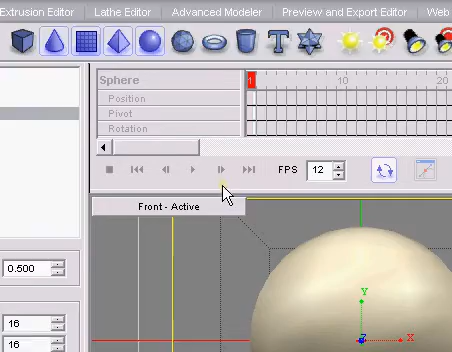 Extrusion Editor | Lathe Editor | Advanced Modeler | Preview and Export Editor | Web
T
Sphere
1 10 20
Position
Pivot
Rotation
FPS 12
Front - Active
0.500
Y
Z X
16
16